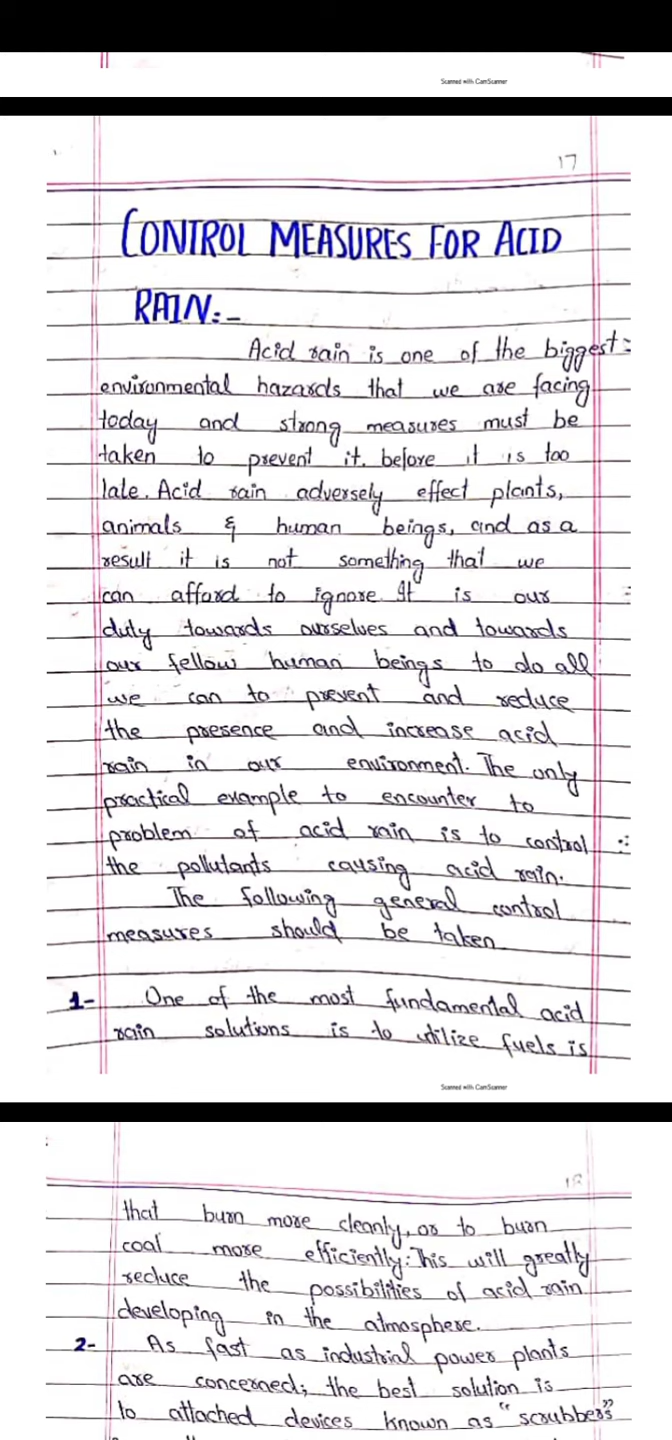 Scanned with CamScanner
17
CONTROL MEASURES FOR ACID
RAIN:-
Acid rain is one of the biggest
environmental hazards that we are facing
today and strong measures must be
taken to prevent it. before it is too
late. Acid rain adversely effect plants,
animals & human beings, and as a
result it is not something that we
can afford to ignore It is our
duty towards ourselves and towards
our fellow human beings to do all
we can to prevent and reduce
the presence and increase acid
rain in our environment. The only
practical example to encounter to
problem of acid rain is to control
the pollutants causing acid rain.
The following general control
measures should be taken
1- One of the most fundamental acid
rain solutions is to utilize fuels is
Scanned with CamScanner
18
that burn more cleanly, or to burn
coal more efficiently. This will greatly
reduce the possibilities of acid rain
developing in the atmosphere.
2- As fast as industrial power plants
are concerned; the best solution is
to attached devices known as "scrubbers"